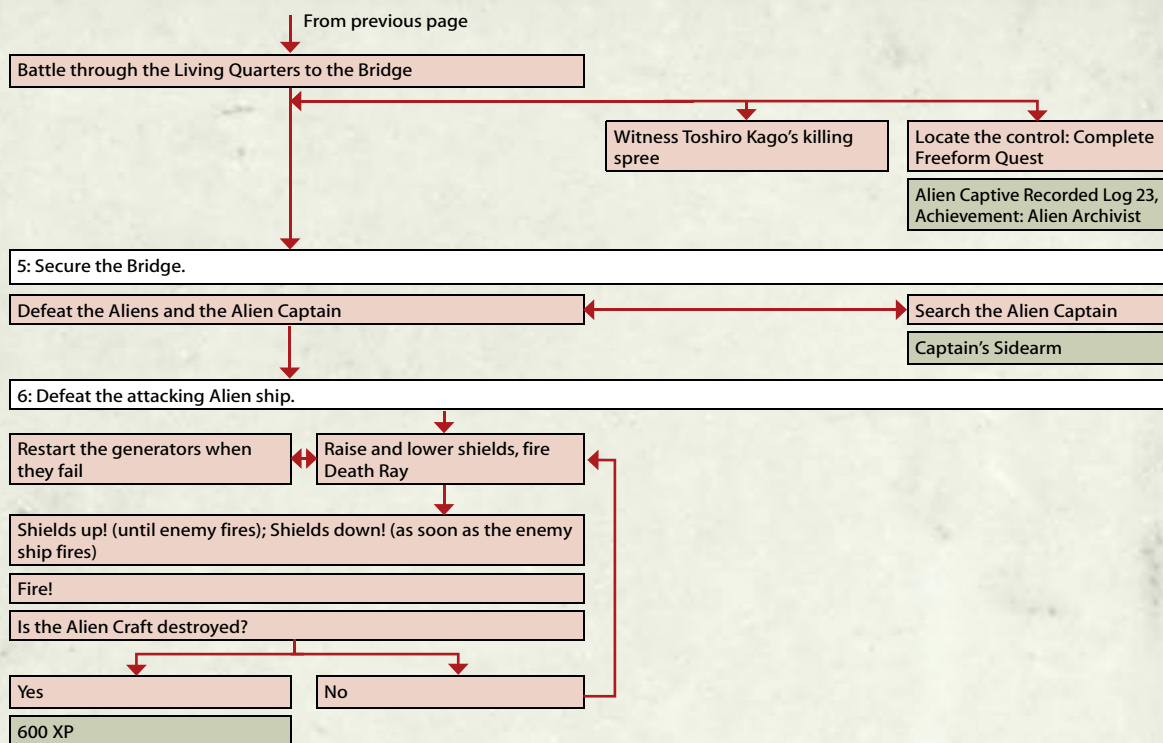 From previous page
Battle through the Living Quarters to the Bridge
Witness Toshiro Kago’s killing
spree
Locate the control: Complete
Freeform Quest
Alien Captive Recorded Log 23,
Achievement: Alien Archivist
5: Secure the Bridge.
Defeat the Aliens and the Alien Captain
Search the Alien Captain
Captain’s Sidearm
6: Defeat the attacking Alien ship.
Restart the generators when
they fail
Raise and lower shields, fire
Death Ray
Shields up! (until enemy fires); Shields down! (as soon as the enemy
ship fires)
Fire!
Is the Alien Craft destroyed?
Yes
No
600 XP